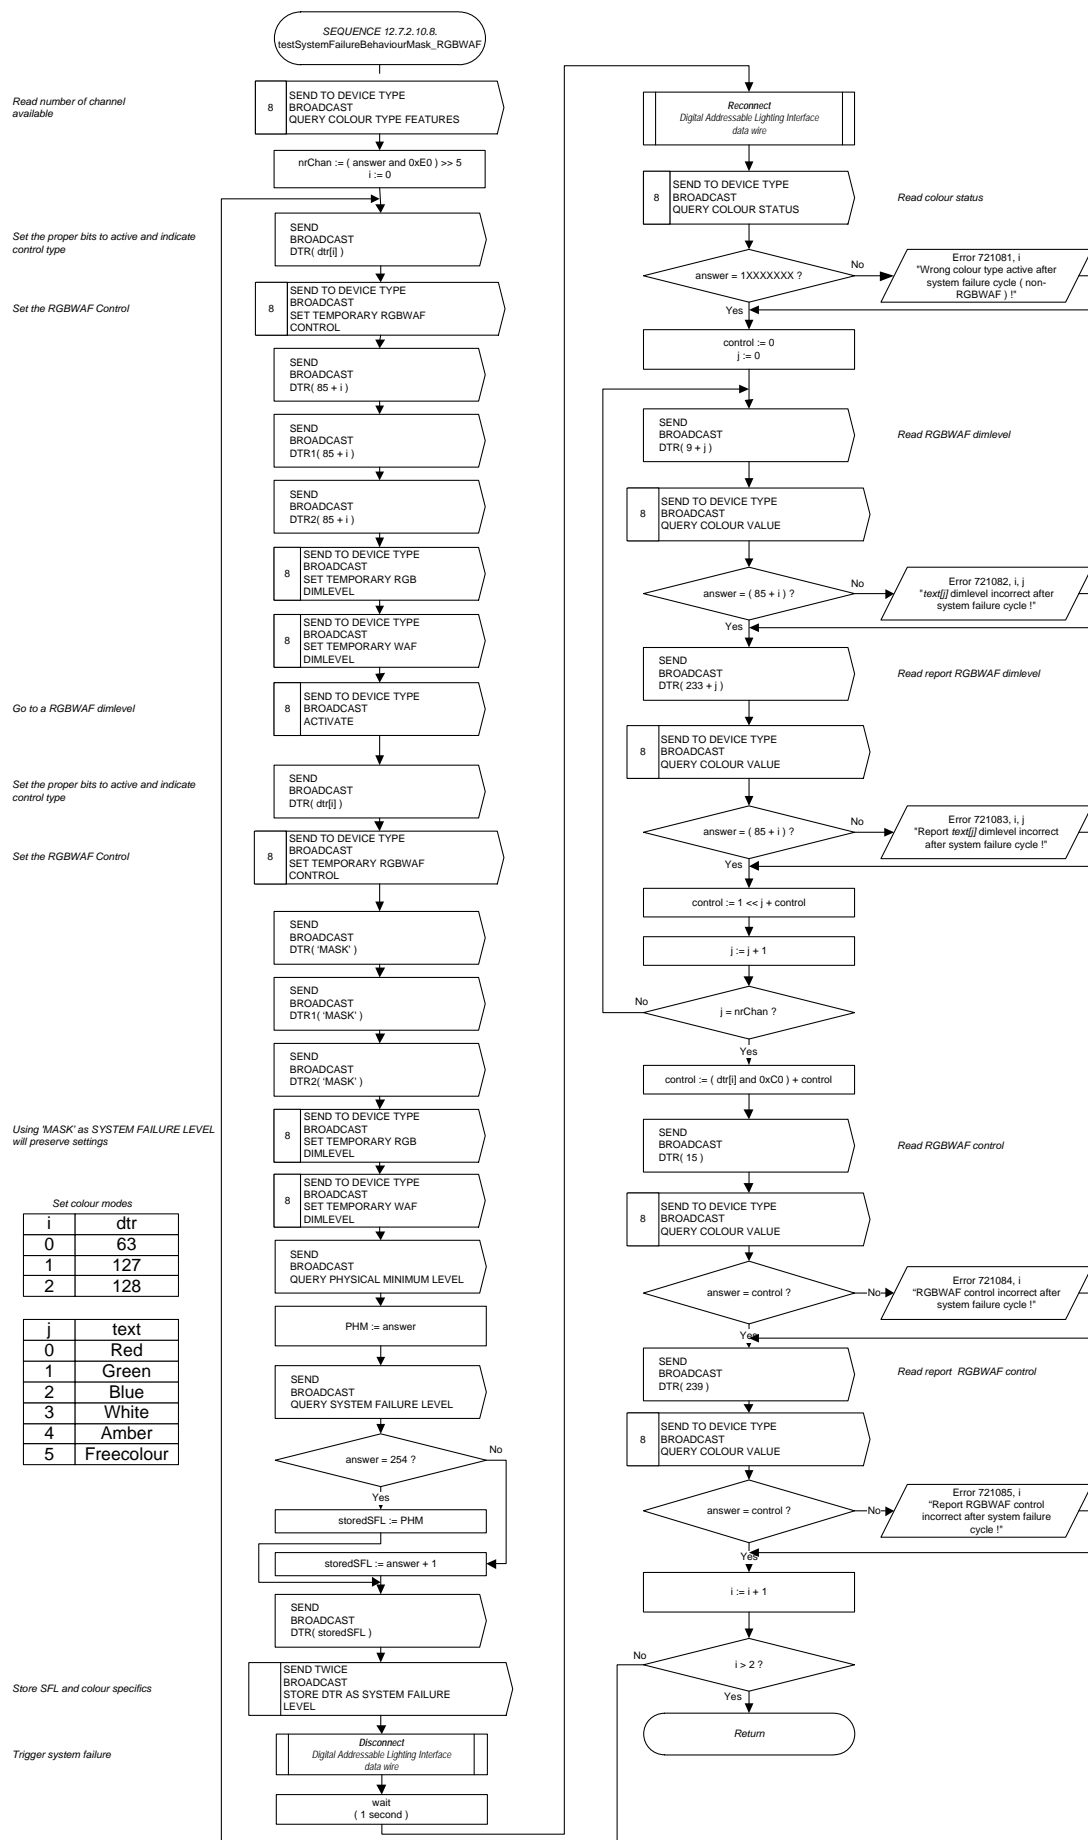 SEQUENCE 12.7.2.10.8.
testSystemFailureBehaviourMask_RGBWAF
Read number of channel
available
8
SEND TO DEVICE TYPE
BROADCAST
QUERY COLOUR TYPE FEATURES
nrChan := ( answer and 0xE0 ) >> 5
i := 0
Set the proper bits to active and indicate
control type
SEND
BROADCAST
DTR( dtr[i] )
Set the RGBWAF Control
8
SEND TO DEVICE TYPE
BROADCAST
SET TEMPORARY RGBWAF
CONTROL
SEND
BROADCAST
DTR( 85 + i )
SEND
BROADCAST
DTR1( 85 + i )
SEND
BROADCAST
DTR2( 85 + i )
8
SEND TO DEVICE TYPE
BROADCAST
SET TEMPORARY RGB
DIMLEVEL
8
SEND TO DEVICE TYPE
BROADCAST
SET TEMPORARY WAF
DIMLEVEL
Go to a RGBWAF dimlevel
8
SEND TO DEVICE TYPE
BROADCAST
ACTIVATE
Set the proper bits to active and indicate
control type
SEND
BROADCAST
DTR( dtr[i] )
Set the RGBWAF Control
8
SEND TO DEVICE TYPE
BROADCAST
SET TEMPORARY RGBWAF
CONTROL
SEND
BROADCAST
DTR( 'MASK' )
SEND
BROADCAST
DTR1( 'MASK' )
SEND
BROADCAST
DTR2( 'MASK' )
Using 'MASK' as SYSTEM FAILURE LEVEL
will preserve settings
8
SEND TO DEVICE TYPE
BROADCAST
SET TEMPORARY RGB
DIMLEVEL
8
SEND TO DEVICE TYPE
BROADCAST
SET TEMPORARY WAF
DIMLEVEL
Set colour modes
i dtr
0 63
1 127
2 128
SEND
BROADCAST
QUERY PHYSICAL MINIMUM LEVEL
PHM := answer
j text
0 Red
1 Green
2 Blue
3 White
4 Amber
5 Freecolour
SEND
BROADCAST
QUERY SYSTEM FAILURE LEVEL
answer = 254 ?
No
Yes
storedSFL := PHM
storedSFL := answer + 1
SEND
BROADCAST
DTR( storedSFL )
Store SFL and colour specifics
SEND TWICE
BROADCAST
STORE DTR AS SYSTEM FAILURE
LEVEL
Trigger system failure
Disconnect
Digital Addressable Lighting Interface
data wire
wait
( 1 second )
Reconnect
Digital Addressable Lighting Interface
data wire
8
SEND TO DEVICE TYPE
BROADCAST
QUERY COLOUR STATUS
Read colour status
answer = 1XXXXXXX ?
No
Error 721081, i
"Wrong colour type active after
system failure cycle ( non-
RGBWAF ) !"
Yes
control := 0
j := 0
SEND
BROADCAST
DTR( 9 + j )
Read RGBWAF dimlevel
8
SEND TO DEVICE TYPE
BROADCAST
QUERY COLOUR VALUE
answer = ( 85 + i ) ?
No
Error 721082, i, j
"text[j] dimlevel incorrect after
system failure cycle !"
Yes
SEND
BROADCAST
DTR( 233 + j )
Read report RGBWAF dimlevel
8
SEND TO DEVICE TYPE
BROADCAST
QUERY COLOUR VALUE
answer = ( 85 + i ) ?
No
Error 721083, i, j
"Report text[j] dimlevel incorrect
after system failure cycle !"
Yes
control := 1 << j + control
j := j + 1
No
j = nrChan ?
Yes
control := ( dtr[i] and 0xC0 ) + control
SEND
BROADCAST
DTR( 15 )
Read RGBWAF control
8
SEND TO DEVICE TYPE
BROADCAST
QUERY COLOUR VALUE
answer = control ?
No
Error 721084, i
"RGBWAF control incorrect after
system failure cycle !"
Yes
SEND
BROADCAST
DTR( 239 )
Read report  RGBWAF control
8
SEND TO DEVICE TYPE
BROADCAST
QUERY COLOUR VALUE
answer = control ?
No
Error 721085, i
"Report RGBWAF control
incorrect after system failure
cycle !"
Yes
i := i + 1
No
i > 2 ?
Yes
Return